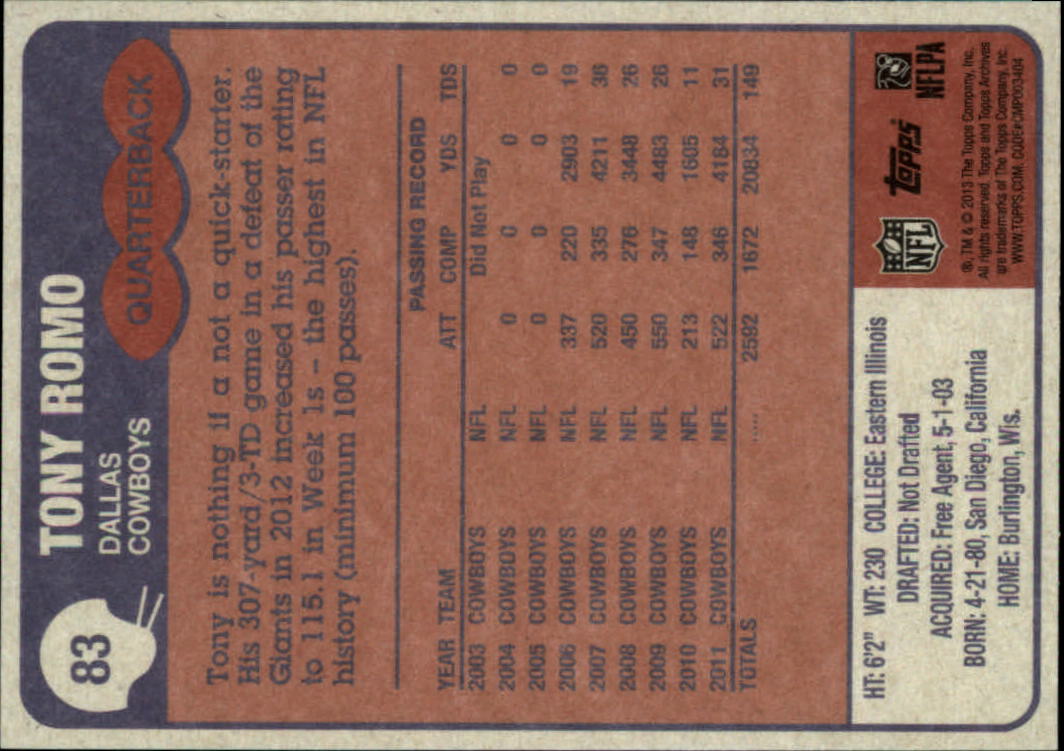 83
TONY ROMO
DALLAS
COWBOYS
QUARTERBACK
Tony is nothing if a not a quick-starter.
His 307-yard/3-TD game in a defeat of the
Giants in 2012 increased his passer rating
to 115.1 in Week 1s – the highest in NFL
history (minimum 100 passes).
PASSING RECORD
YEAR TEAM ATT COMP YDS TDS
2003 COWBOYS NFL Did Not Play
2004 COWBOYS NFL 0 0 0 0
2005 COWBOYS NFL 0 0 0 0
2006 COWBOYS NFL 337 220 2903 19
2007 COWBOYS NFL 520 335 4211 36
2008 COWBOYS NFL 450 276 3448 26
2009 COWBOYS NFL 550 347 4483 26
2010 COWBOYS NFL 213 148 1605 11
2011 COWBOYS NFL 522 346 4184 31
TOTALS ..... 2592 1672 20834 149
HT: 6'2" WT: 230 COLLEGE: Eastern Illinois
DRAFTED: Not Drafted
ACQUIRED: Free Agent, 5-1-03
BORN: 4-21-80, San Diego, California
HOME: Burlington, Wis.
NFL
Topps
NFLPA
®, TM & © 2013 The Topps Company, Inc.
All rights reserved. Topps and Topps Archives
are trademarks of The Topps Company, Inc.
WWW.TOPPS.COM. CODE#CMP003404